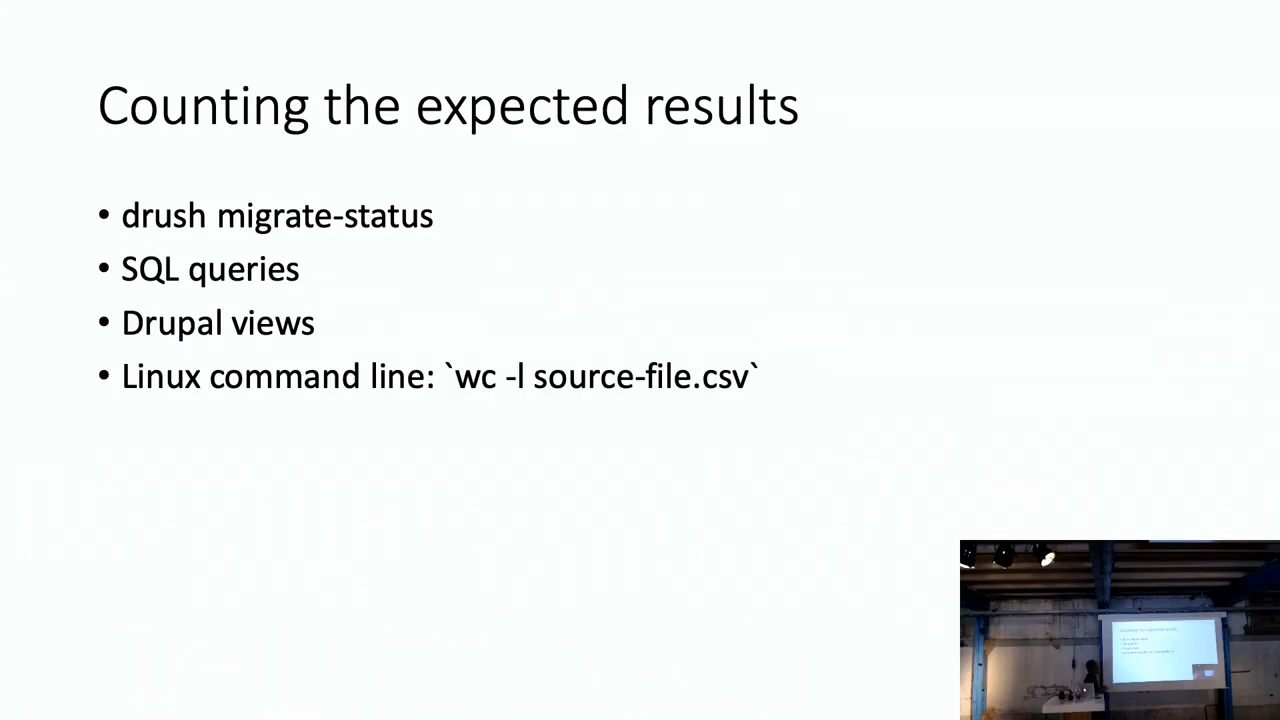 Counting the expected results
• drush migrate-status
• SQL queries
• Drupal views
• Linux command line: `wc -l source-file.csv`